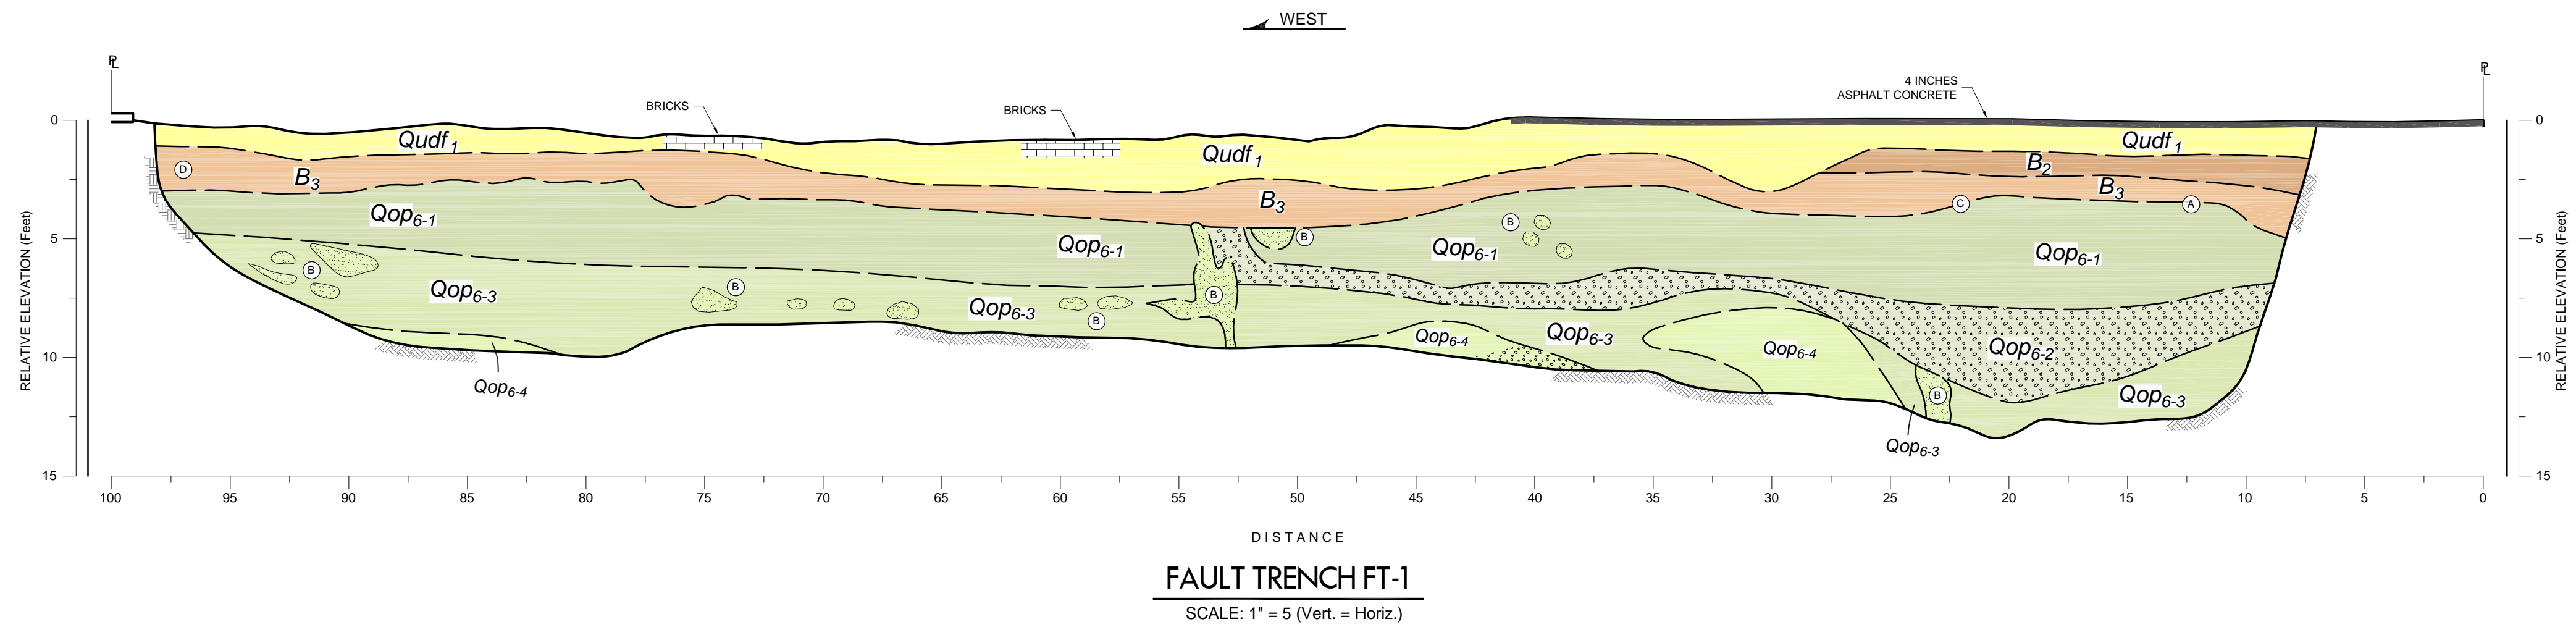 WEST
PL
PL
4 INCHES
ASPHALT CONCRETE
BRICKS
BRICKS
0
5
10
15
RELATIVE ELEVATION (Feet)
0
5
10
15
RELATIVE ELEVATION (Feet)
Qudf1
Qudf1
Qudf1
B2
B3
B3
B3
D
C
A
Qop6-1
Qop6-1
Qop6-1
Qop6-1
B
B
B
B
B
B
B
Qop6-3
Qop6-3
Qop6-3
Qop6-4
Qop6-4
Qop6-2
Qop6-3
Qop6-4
Qop6-3
100 95 90 85 80 75 70 65 60 55 50 45 40 35 30 25 20 15 10 5 0
DISTANCE
FAULT TRENCH FT-1
SCALE: 1" = 5 (Vert. = Horiz.)